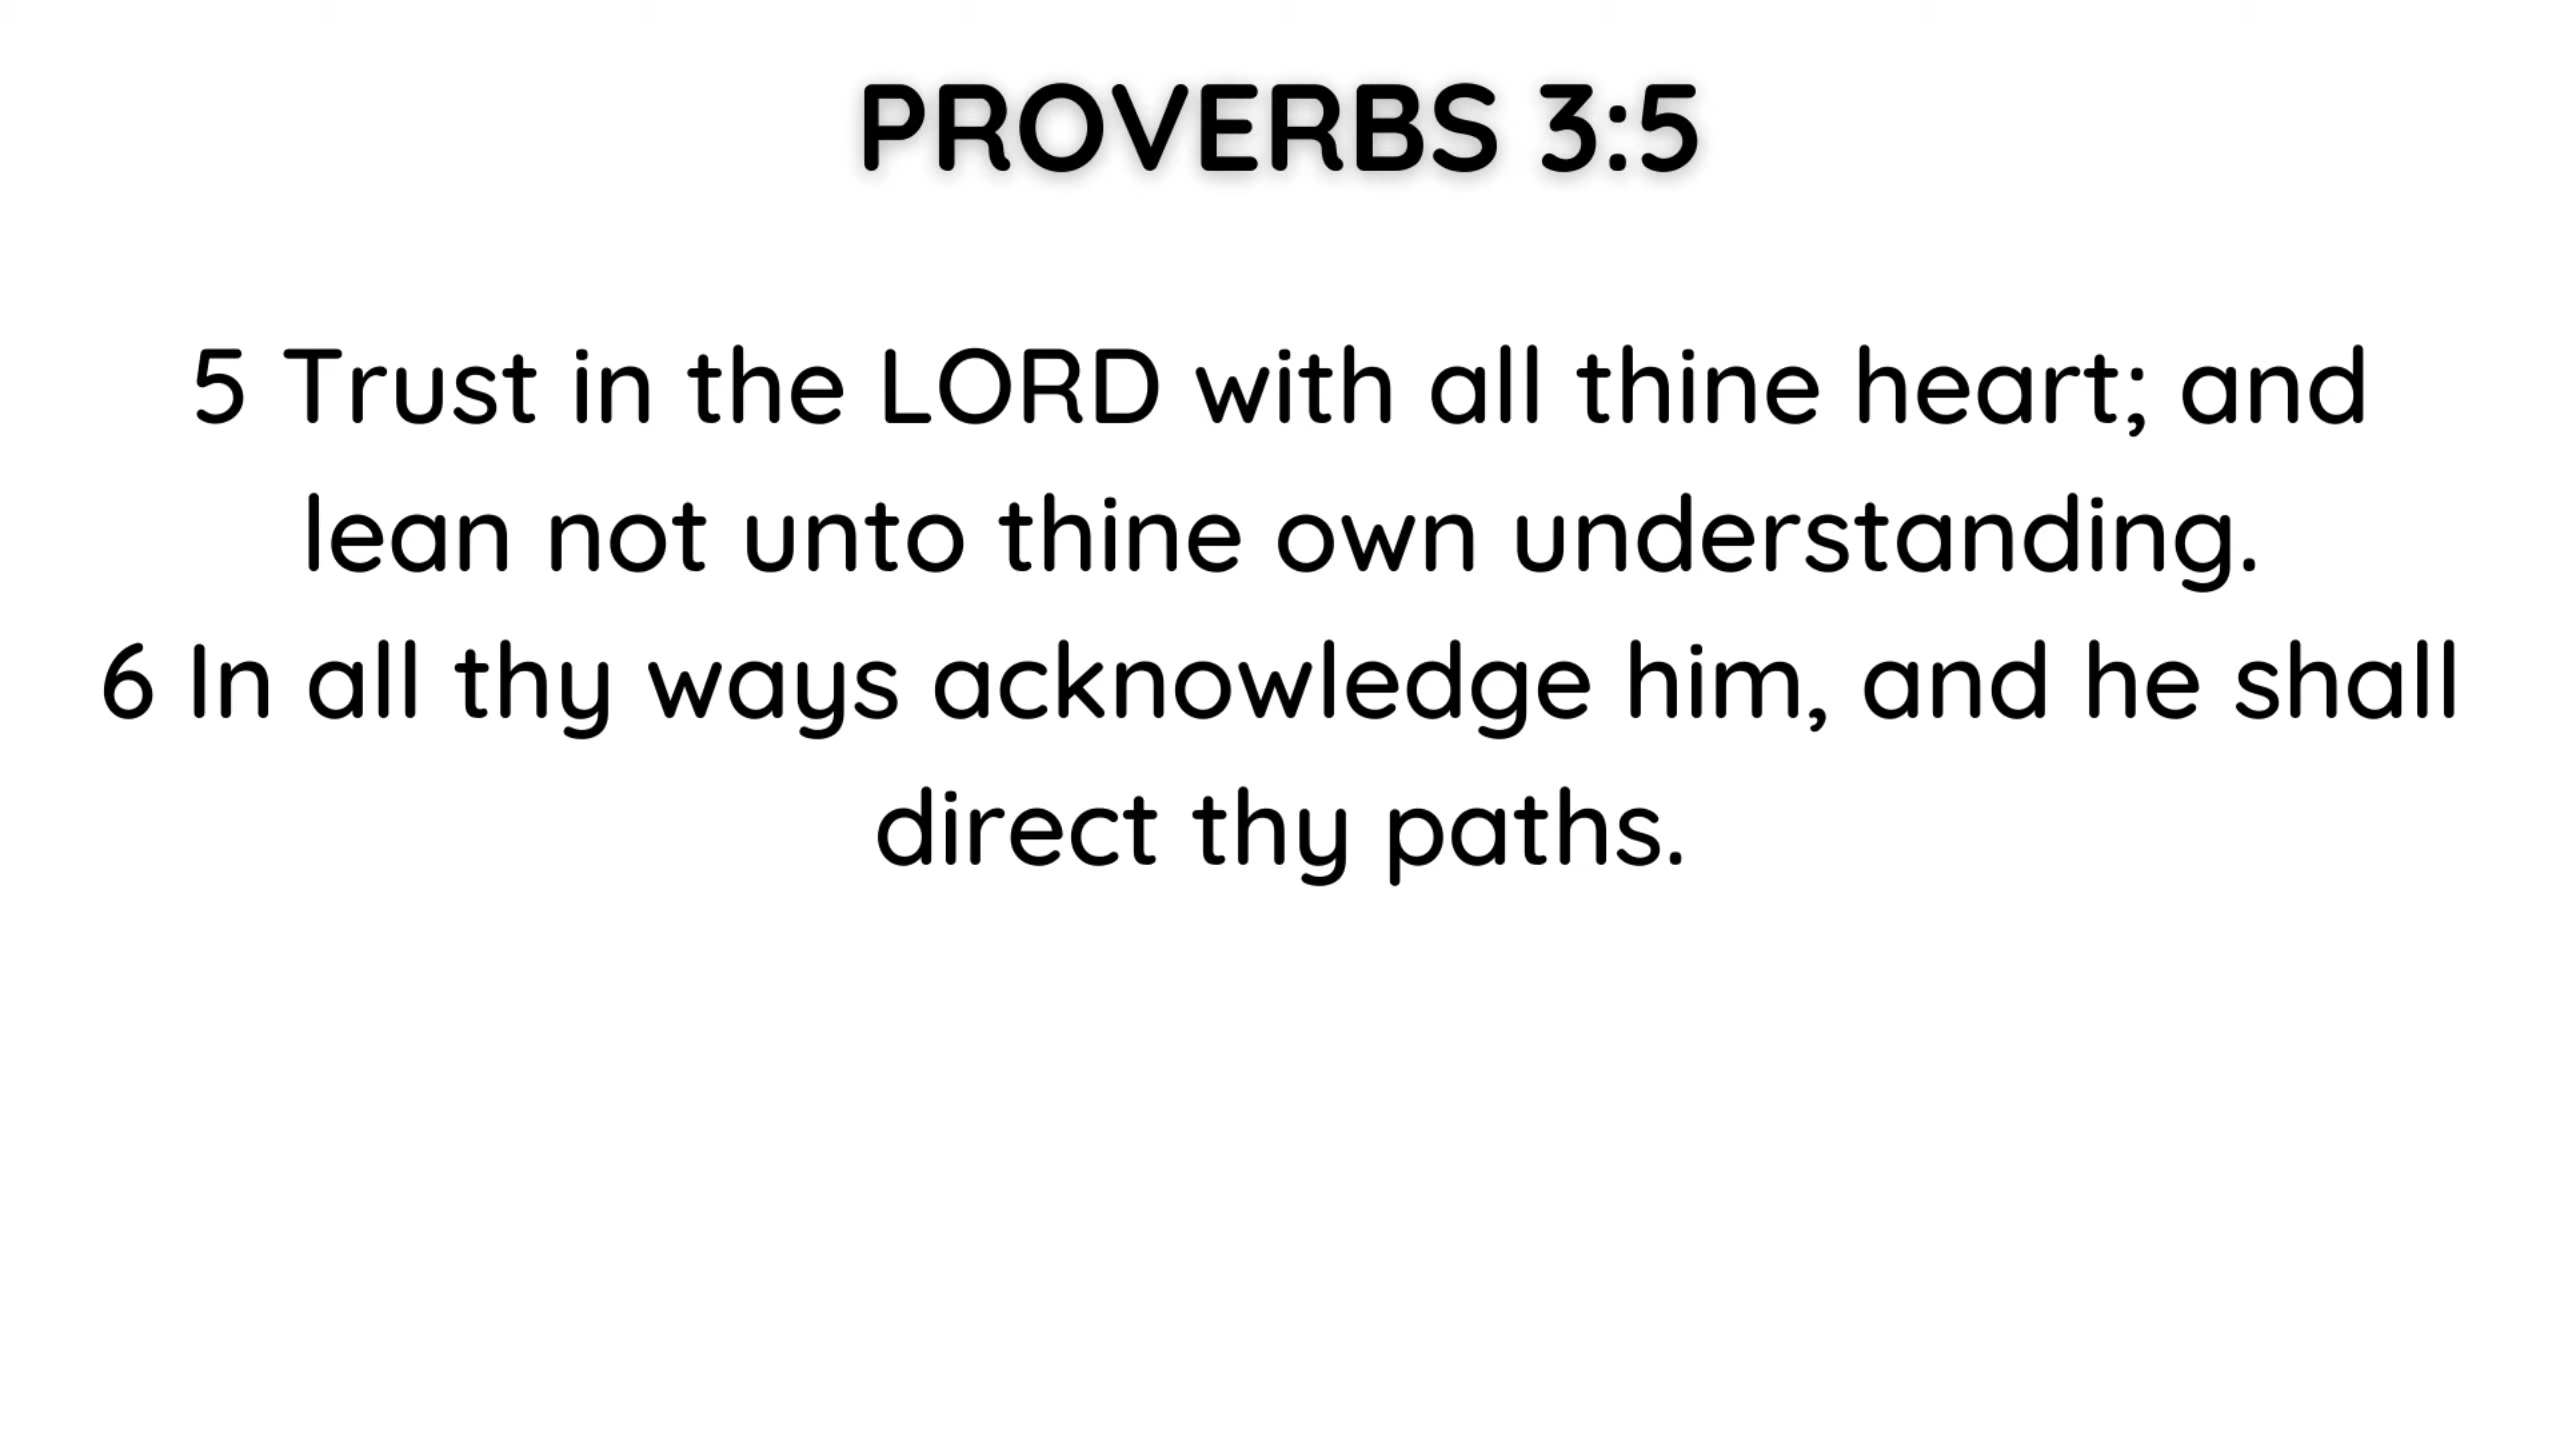 PROVERBS 3:5
5 Trust in the LORD with all thine heart; and
lean not unto thine own understanding.
6 In all thy ways acknowledge him, and he shall
direct thy paths.